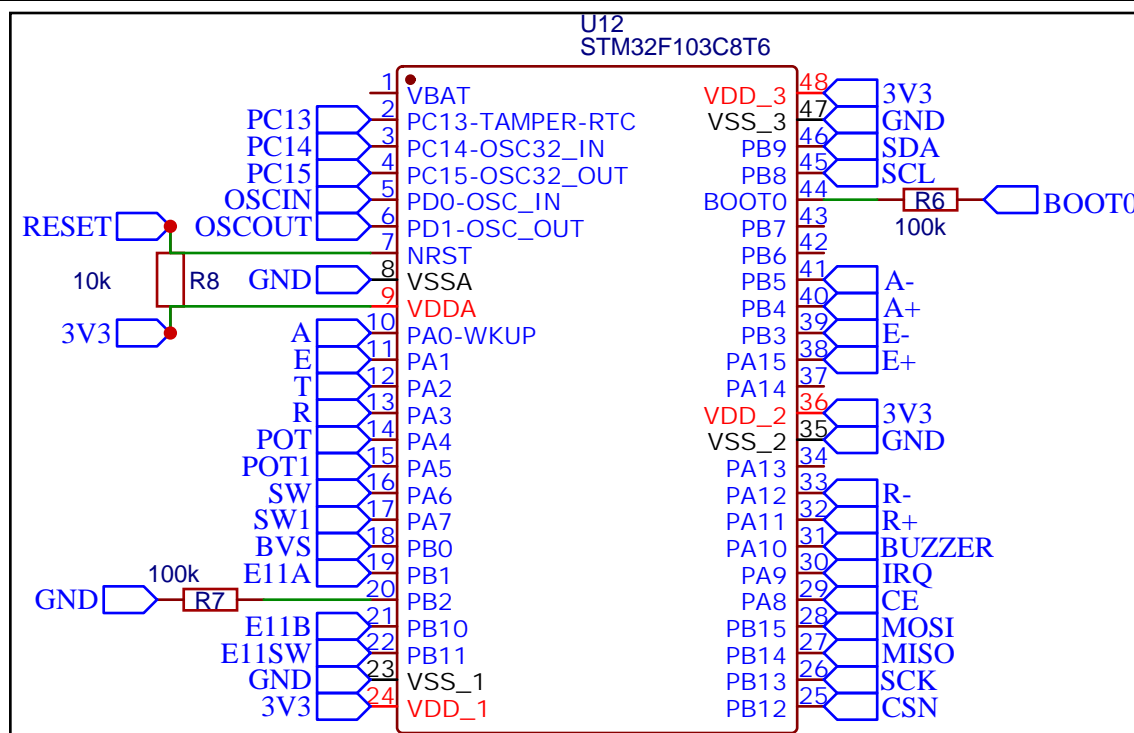 U12
STM32F103C8T6
1 VBAT
PC13 2 PC13-TAMPER-RTC
PC14 3 PC14-OSC32_IN
PC15 4 PC15-OSC32_OUT
OSCIN 5 PD0-OSC_IN
RESET OSCOUT 6 PD1-OSC_OUT
7 NRST
10k R8 GND 8 VSSA
9 VDDA
3V3 A 10 PA0-WKUP
E 11 PA1
T 12 PA2
R 13 PA3
POT 14 PA4
POT1 15 PA5
SW 16 PA6
SW1 17 PA7
BVS 18 PB0
100k E11A 19 PB1
GND R7 20 PB2
E11B 21 PB10
E11SW 22 PB11
GND 23 VSS_1
3V3 24 VDD_1
VDD_3 48 3V3
VSS_3 47 GND
PB9 46 SDA
PB8 45 SCL
BOOT0 44 R6 BOOT0
100k
PB7 43
PB6 42
PB5 41 A-
PB4 40 A+
PB3 39 E-
PA15 38 E+
PA14 37
VDD_2 36 3V3
VSS_2 35 GND
PA13 34
PA12 33 R-
PA11 32 R+
PA10 31 BUZZER
PA9 30 IRQ
PA8 29 CE
PB15 28 MOSI
PB14 27 MISO
PB13 26 SCK
PB12 25 CSN